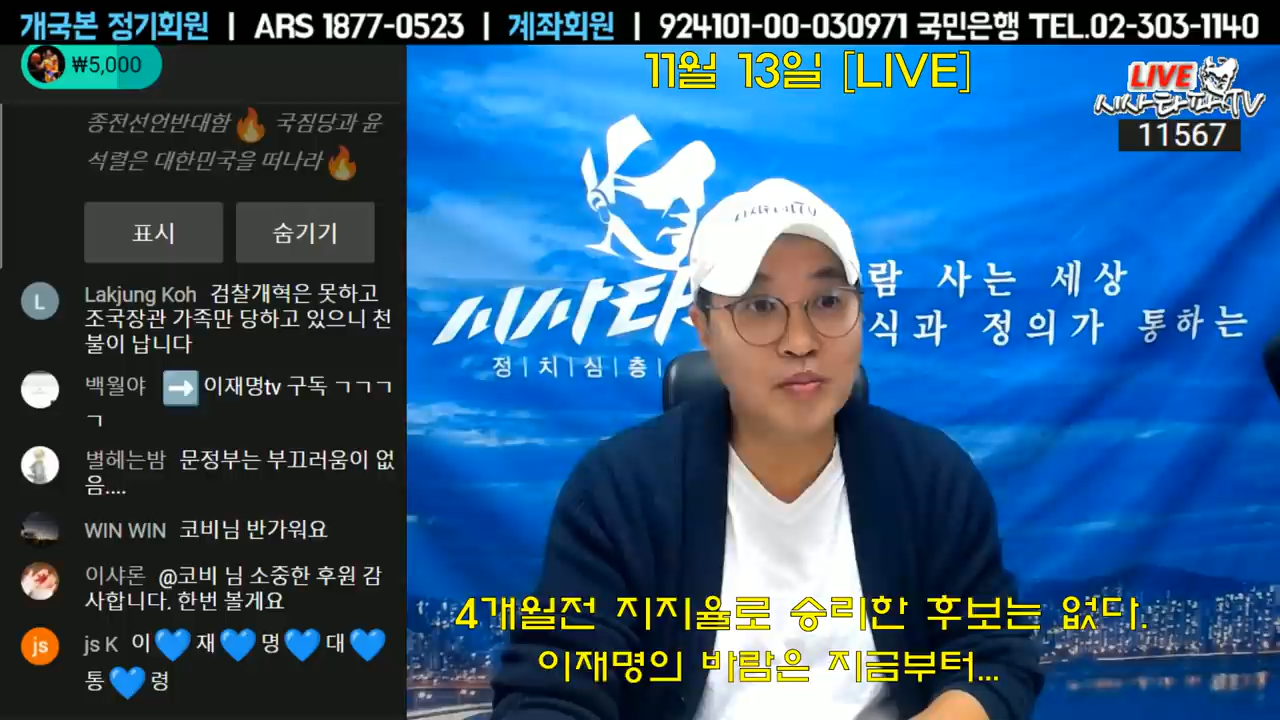 개국본 정기회원 | ARS 1877-0523 | 계좌회원 | 924101-00-030971 국민은행 TEL.02-303-1140
₩5,000
종전선언반대함🔥 국짐당과 윤
석렬은 대한민국을 떠나라🔥
표시 숨기기
L Lakjung Koh 검찰개혁은 못하고
조국장관 가족만 당하고 있으니 천
불이 납니다
백월야 ➡️이재명tv 구독 ㄱㄱㄱ
ㄱ
별헤는밤 문정부는 부끄러움이 없
음....
WIN WIN 코비님 반가워요
이샤론 @코비 님 소중한 후원 감
사합니다. 한번 볼게요
js js K 이💙재💙명💙대💙
통💙령
11월 13일 [LIVE]
LIVE
시사타파TV
11567
시사타파TV
시사타
정|치|심|층|
람 사는 세상
식과 정의가 통하는
4개월전 지지율로 승리한 후보는 없다.
이재명의 바람은 지금부터...